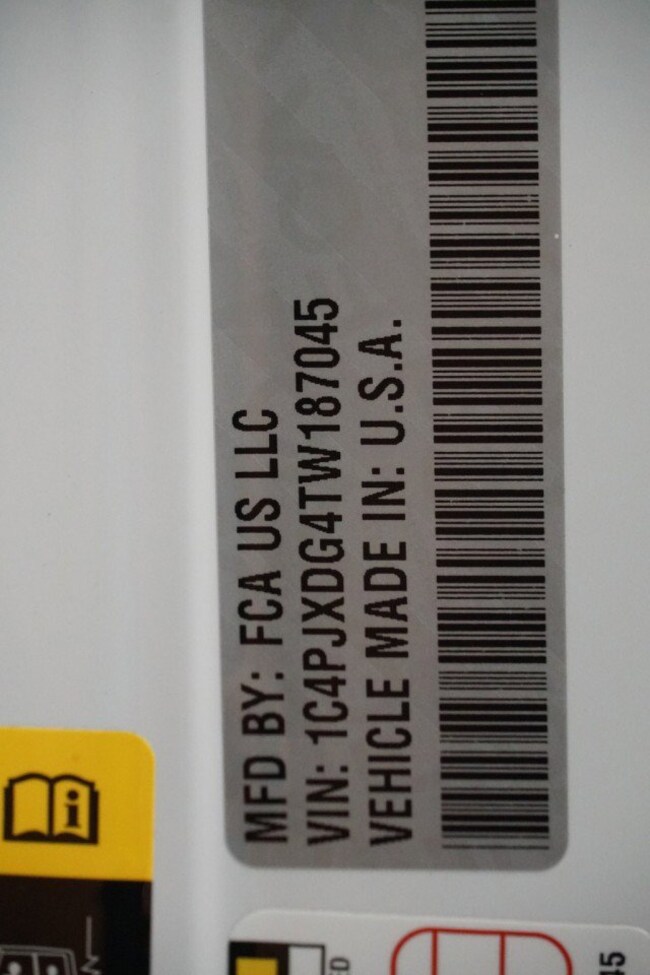 MFD BY: FCA US LLC
VIN: 1C4PJXDG4TW187045
VEHICLE MADE IN: U.S.A.